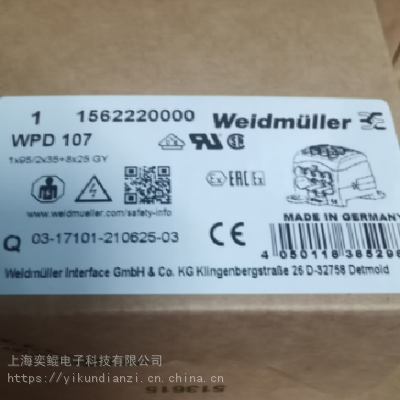 1 1562220000 Weidmüller
WPD 107
1x95/2x35+8x25 GY
www.weidmueller.com/safety-info
MADE IN GERMANY
Q 03-17101-210625-03
CE
4 050118 385298
Weidmüller Interface GmbH & Co. KG Klingenbergstraße 26 D-32758 Detmold
上海奕鲲电子科技有限公司
https://yikundianzi.cn.china.cn